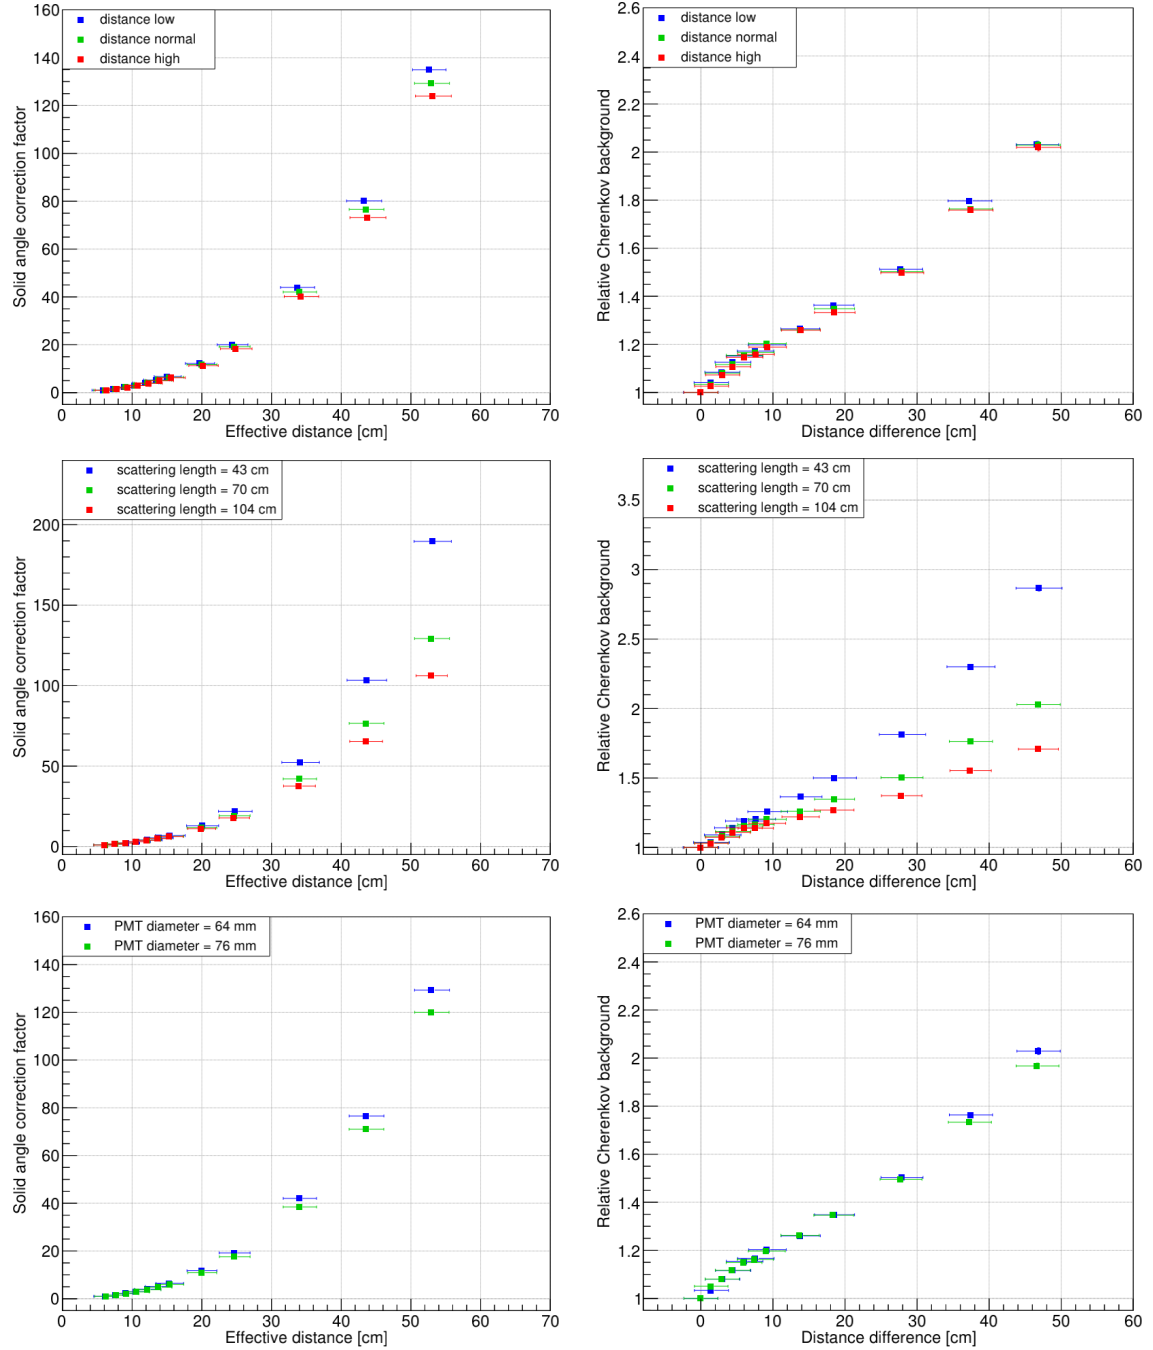 160
140
120
100
80
60
40
20
0
Solid angle correction factor
distance low
distance normal
distance high
0 10 20 30 40 50 60 70
Effective distance [cm]
2.6
2.4
2.2
2
1.8
1.6
1.4
1.2
1
Relative Cherenkov background
distance low
distance normal
distance high
0 10 20 30 40 50 60
Distance difference [cm]
200
150
100
50
0
Solid angle correction factor
scattering length = 43 cm
scattering length = 70 cm
scattering length = 104 cm
0 10 20 30 40 50 60 70
Effective distance [cm]
3.5
3
2.5
2
1.5
1
Relative Cherenkov background
scattering length = 43 cm
scattering length = 70 cm
scattering length = 104 cm
0 10 20 30 40 50 60
Distance difference [cm]
160
140
120
100
80
60
40
20
0
Solid angle correction factor
PMT diameter = 64 mm
PMT diameter = 76 mm
0 10 20 30 40 50 60 70
Effective distance [cm]
2.6
2.4
2.2
2
1.8
1.6
1.4
1.2
1
Relative Cherenkov background
PMT diameter = 64 mm
PMT diameter = 76 mm
0 10 20 30 40 50 60
Distance difference [cm]